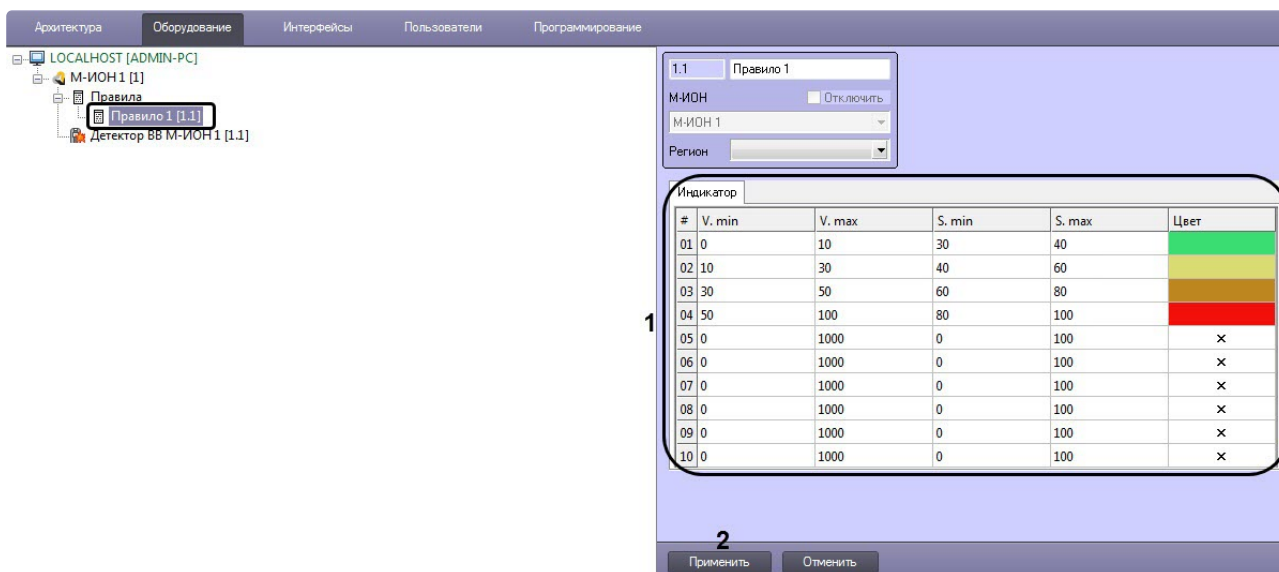 Архитектура Оборудование Интерфейсы Пользователи Программирование
LOCALHOST [ADMIN-PC]
М-ИОН 1 [1]
Правила
Правило 1 [1.1]
Детектор ВВ М-ИОН 1 [1.1]
1.1 Правило 1
М-ИОН Отключить
М-ИОН 1
Регион
Индикатор
# V. min V. max S. min S. max Цвет
01 0 10 30 40
02 10 30 40 60
03 30 50 60 80
04 50 100 80 100
1
05 0 1000 0 100 ×
06 0 1000 0 100 ×
07 0 1000 0 100 ×
08 0 1000 0 100 ×
09 0 1000 0 100 ×
10 0 1000 0 100 ×
2
Применить Отменить